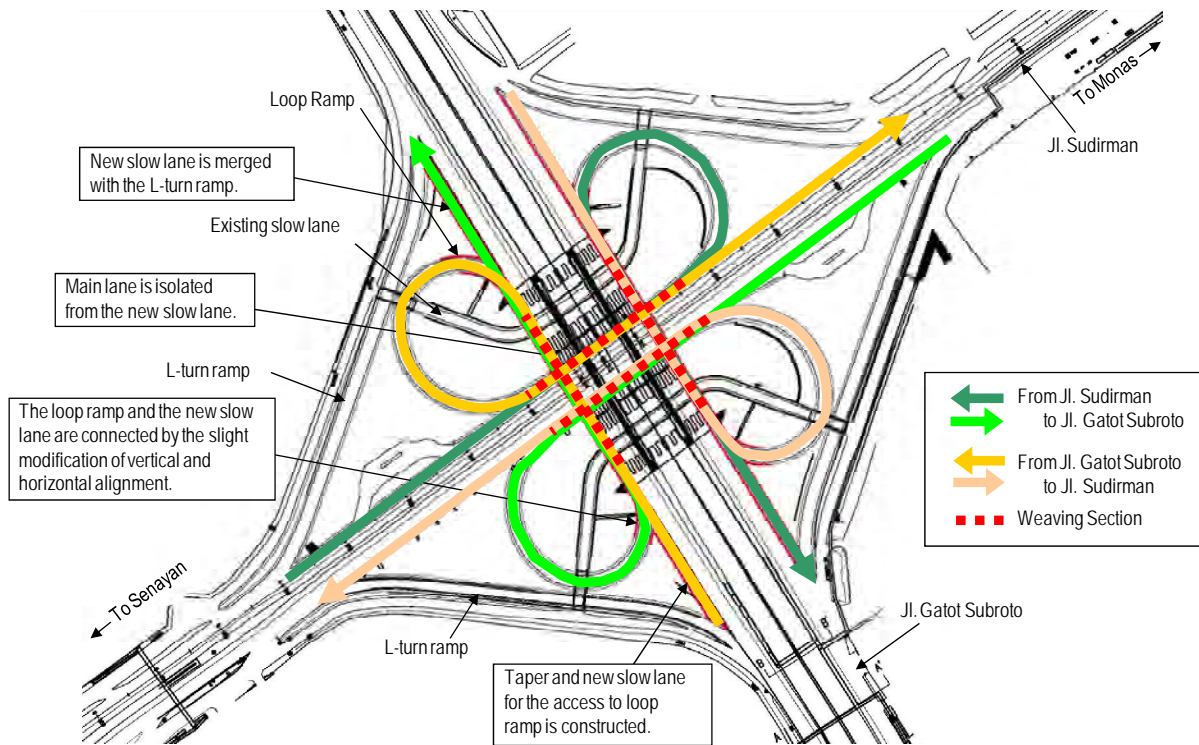 Loop Ramp
New slow lane is merged
with the L-turn ramp.
Existing slow lane
Main lane is isolated
from the new slow lane.
L-turn ramp
The loop ramp and the new slow
lane are connected by the slight
modification of vertical and
horizontal alignment.
To Senayan
L-turn ramp
Taper and new slow lane
for the access to loop
ramp is constructed.
To Monas
Jl. Sudirman
From Jl. Sudirman
to Jl. Gatot Subroto
From Jl. Gatot Subroto
to Jl. Sudirman
Weaving Section
Jl. Gatot Subroto
B'
B
A'
A